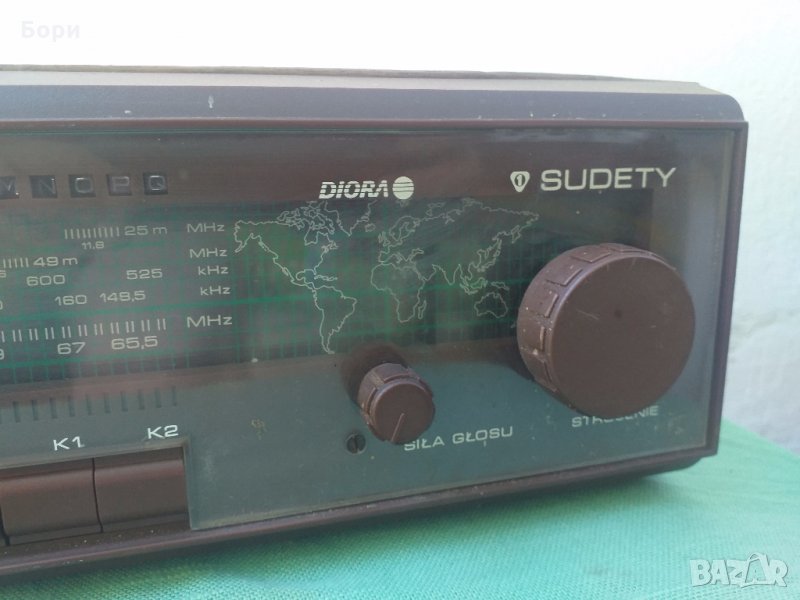 Бори
NOPQ
DIORA
SUDETY
25 m MHz
11,8
49 m MHz
600 525 kHz
160 149,5 kHz
MHz
67 65,5
K1 K2
SIŁA GŁOSU
STROJENIE
BAZAR